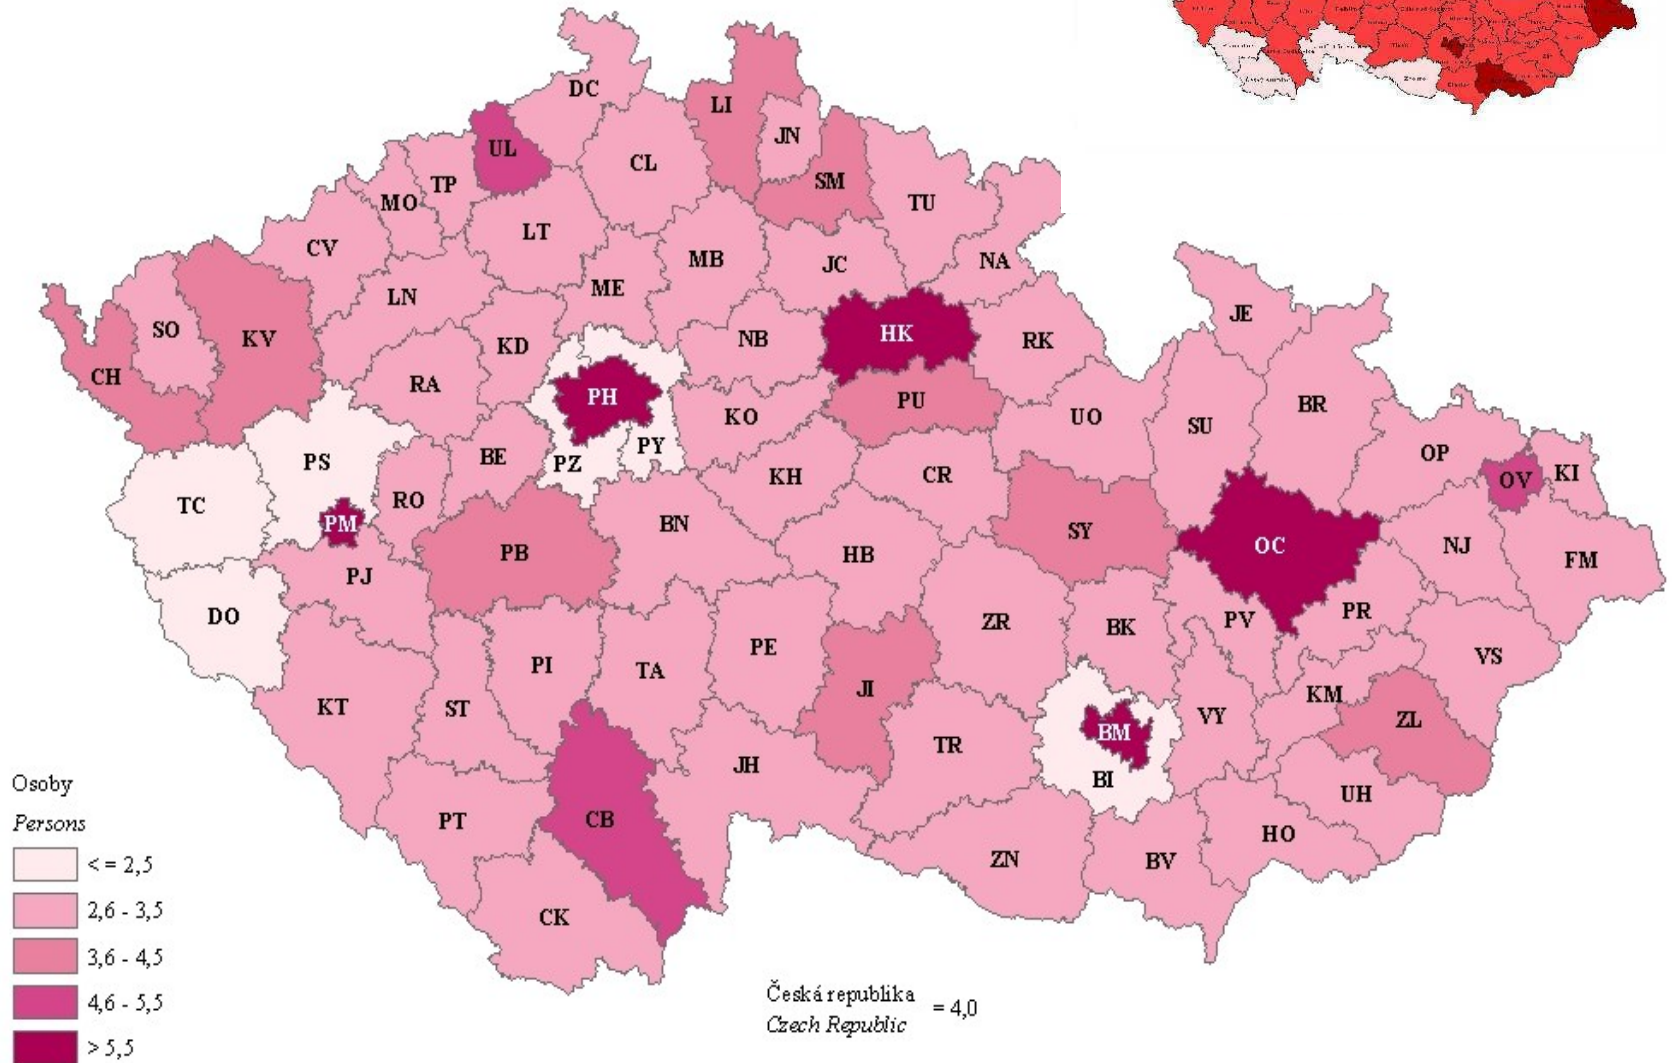 DC
LI
JN
UL
CL
TP
SM
MO
TU
LT
CV
MB
JC
NA
ME
LN
JE
SO
KV
HK
NB
RK
KD
CH
RA
PH
PU
BR
KO
UO
SU
PY
BE
PZ
PS
OP
KH
CR
OV
KI
TC
RO
PM
BN
SY
OC
NJ
PB
HB
FM
PJ
DO
PV
PR
ZR
BK
PE
VS
PI
TA
JI
KM
KT
ST
VY
ZL
BM
TR
JH
BI
UH
PT
CB
HO
ZN
BV
CK
Osoby
Persons
< = 2,5
2,6 - 3,5
3,6 - 4,5
4,6 - 5,5
> 5,5
Česká republika = 4,0
Czech Republic